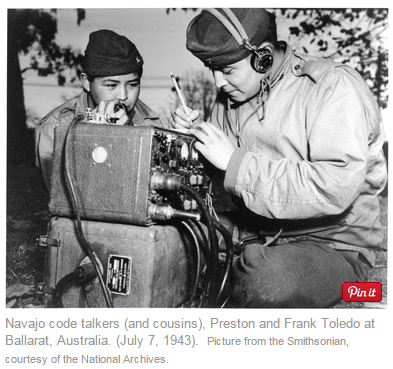 Pin it
Navajo code talkers (and cousins), Preston and Frank Toledo at
Ballarat, Australia. (July 7, 1943). Picture from the Smithsonian,
courtesy of the National Archives.